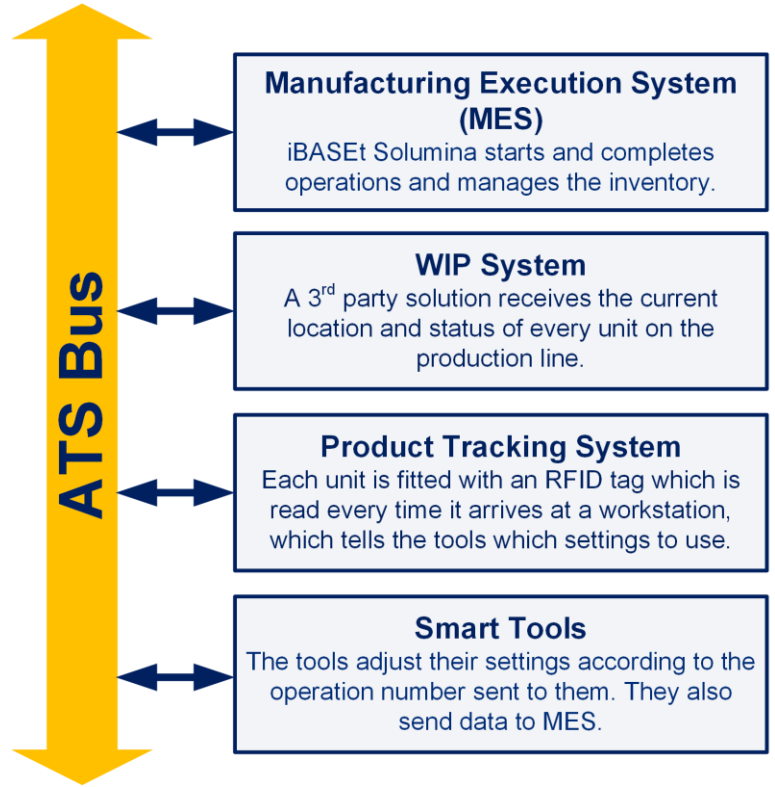 ATS Bus
Manufacturing Execution System
(MES)
iBASEt Solumina starts and completes
operations and manages the inventory.
WIP System
A 3rd party solution receives the current
location and status of every unit on the
production line.
Product Tracking System
Each unit is fitted with an RFID tag which is
read every time it arrives at a workstation,
which tells the tools which settings to use.
Smart Tools
The tools adjust their settings according to the
operation number sent to them. They also
send data to MES.